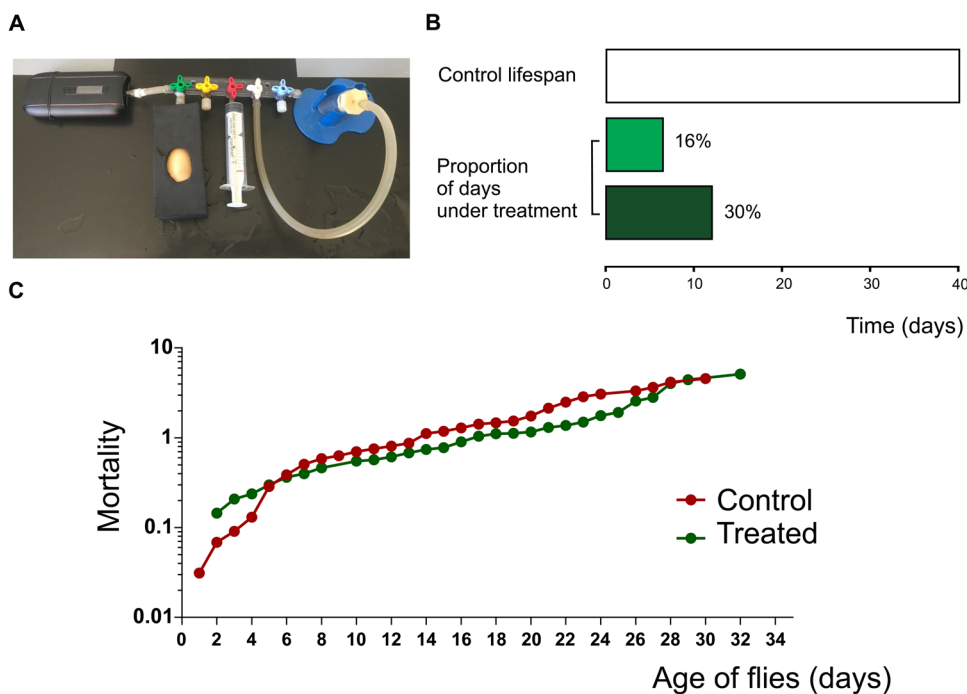 A
B
Control lifespan
16%
Proportion
of days
under treatment
30%
0
10
20
30
40
Time (days)
C
10
1
0.1
0.01
Mortality
Control
Treated
0 2 4 6 8 10 12 14 16 18 20 22 24 26 28 30 32 34
Age of flies (days)